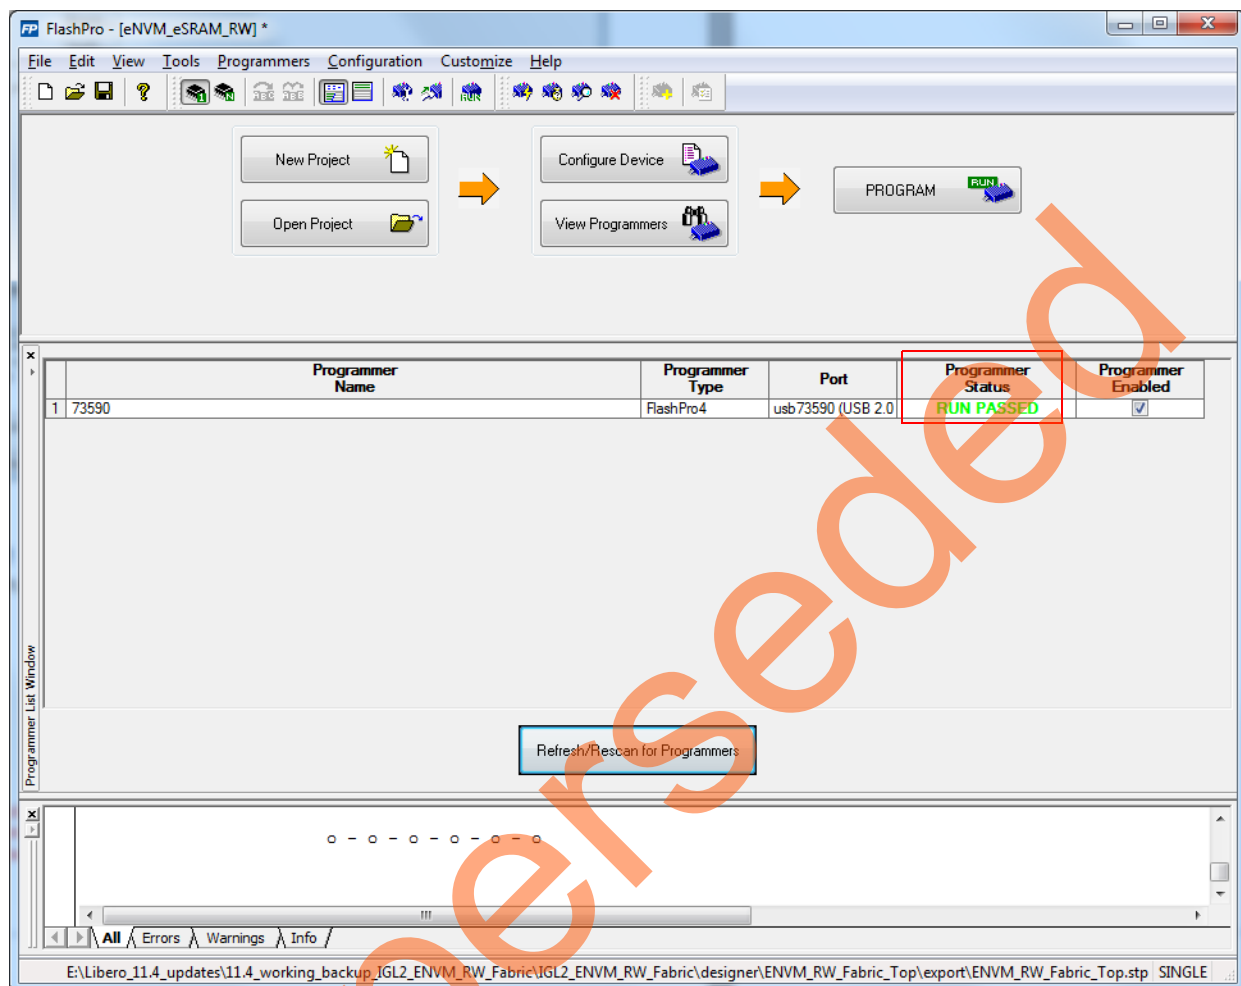 FP FlashPro - [eNVM_eSRAM_RW] *
File Edit View Tools Programmers Configuration Customize Help
New Project
Configure Device
PROGRAM
RUN
Open Project
View Programmers
Programmer Name
Programmer Type
Port
Programmer Status
Programmer Enabled
1 73590 FlashPro4 usb73590 (USB 2.0 RUN PASSED
Programmer List Window
Refresh/Rescan for Programmers
o - o - o - o - o - o
All Errors Warnings Info
E:\Libero_11.4_updates\11.4_working_backup_IGL2_ENVM_RW_Fabric\IGL2_ENVM_RW_Fabric\designer\ENVM_RW_Fabric_Top\export\ENVM_RW_Fabric_Top.stp SINGLE
erseded